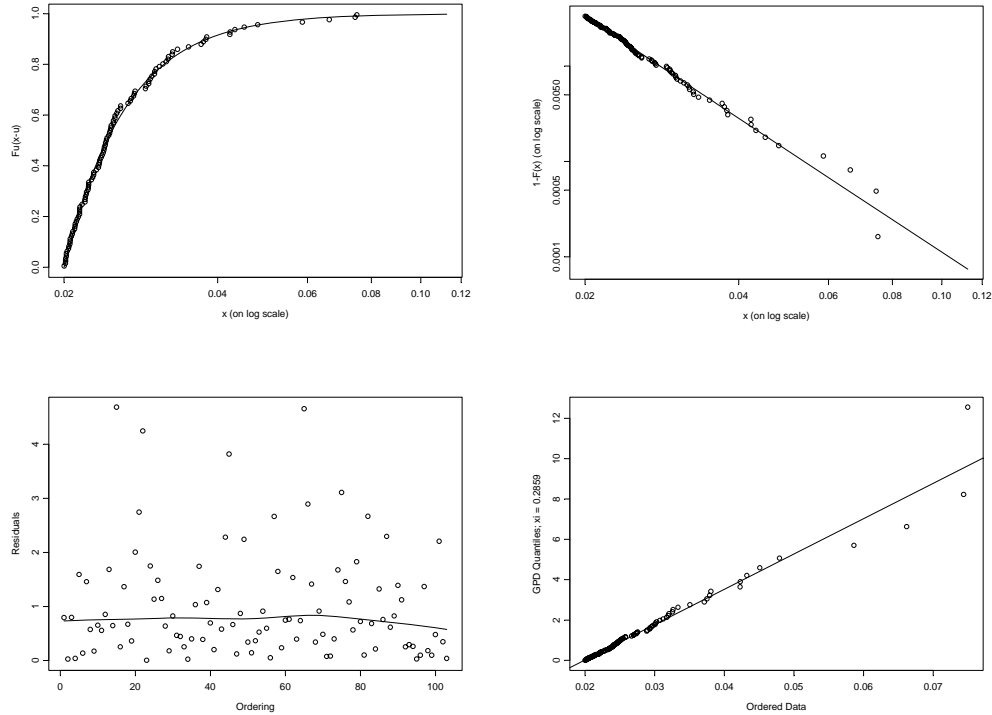 Fu(x-u)
0.0 0.2 0.4 0.6 0.8 1.0
0.02 0.04 0.06 0.08 0.10 0.12
x (on log scale)
1-F(x) (on log scale)
0.0001 0.0005 0.0050
0.02 0.04 0.06 0.08 0.10 0.12
x (on log scale)
Residuals
0 1 2 3 4
0 20 40 60 80 100
Ordering
GPD Quantiles; xi = 0.2859
0 2 4 6 8 10 12
0.02 0.03 0.04 0.05 0.06 0.07
Ordered Data